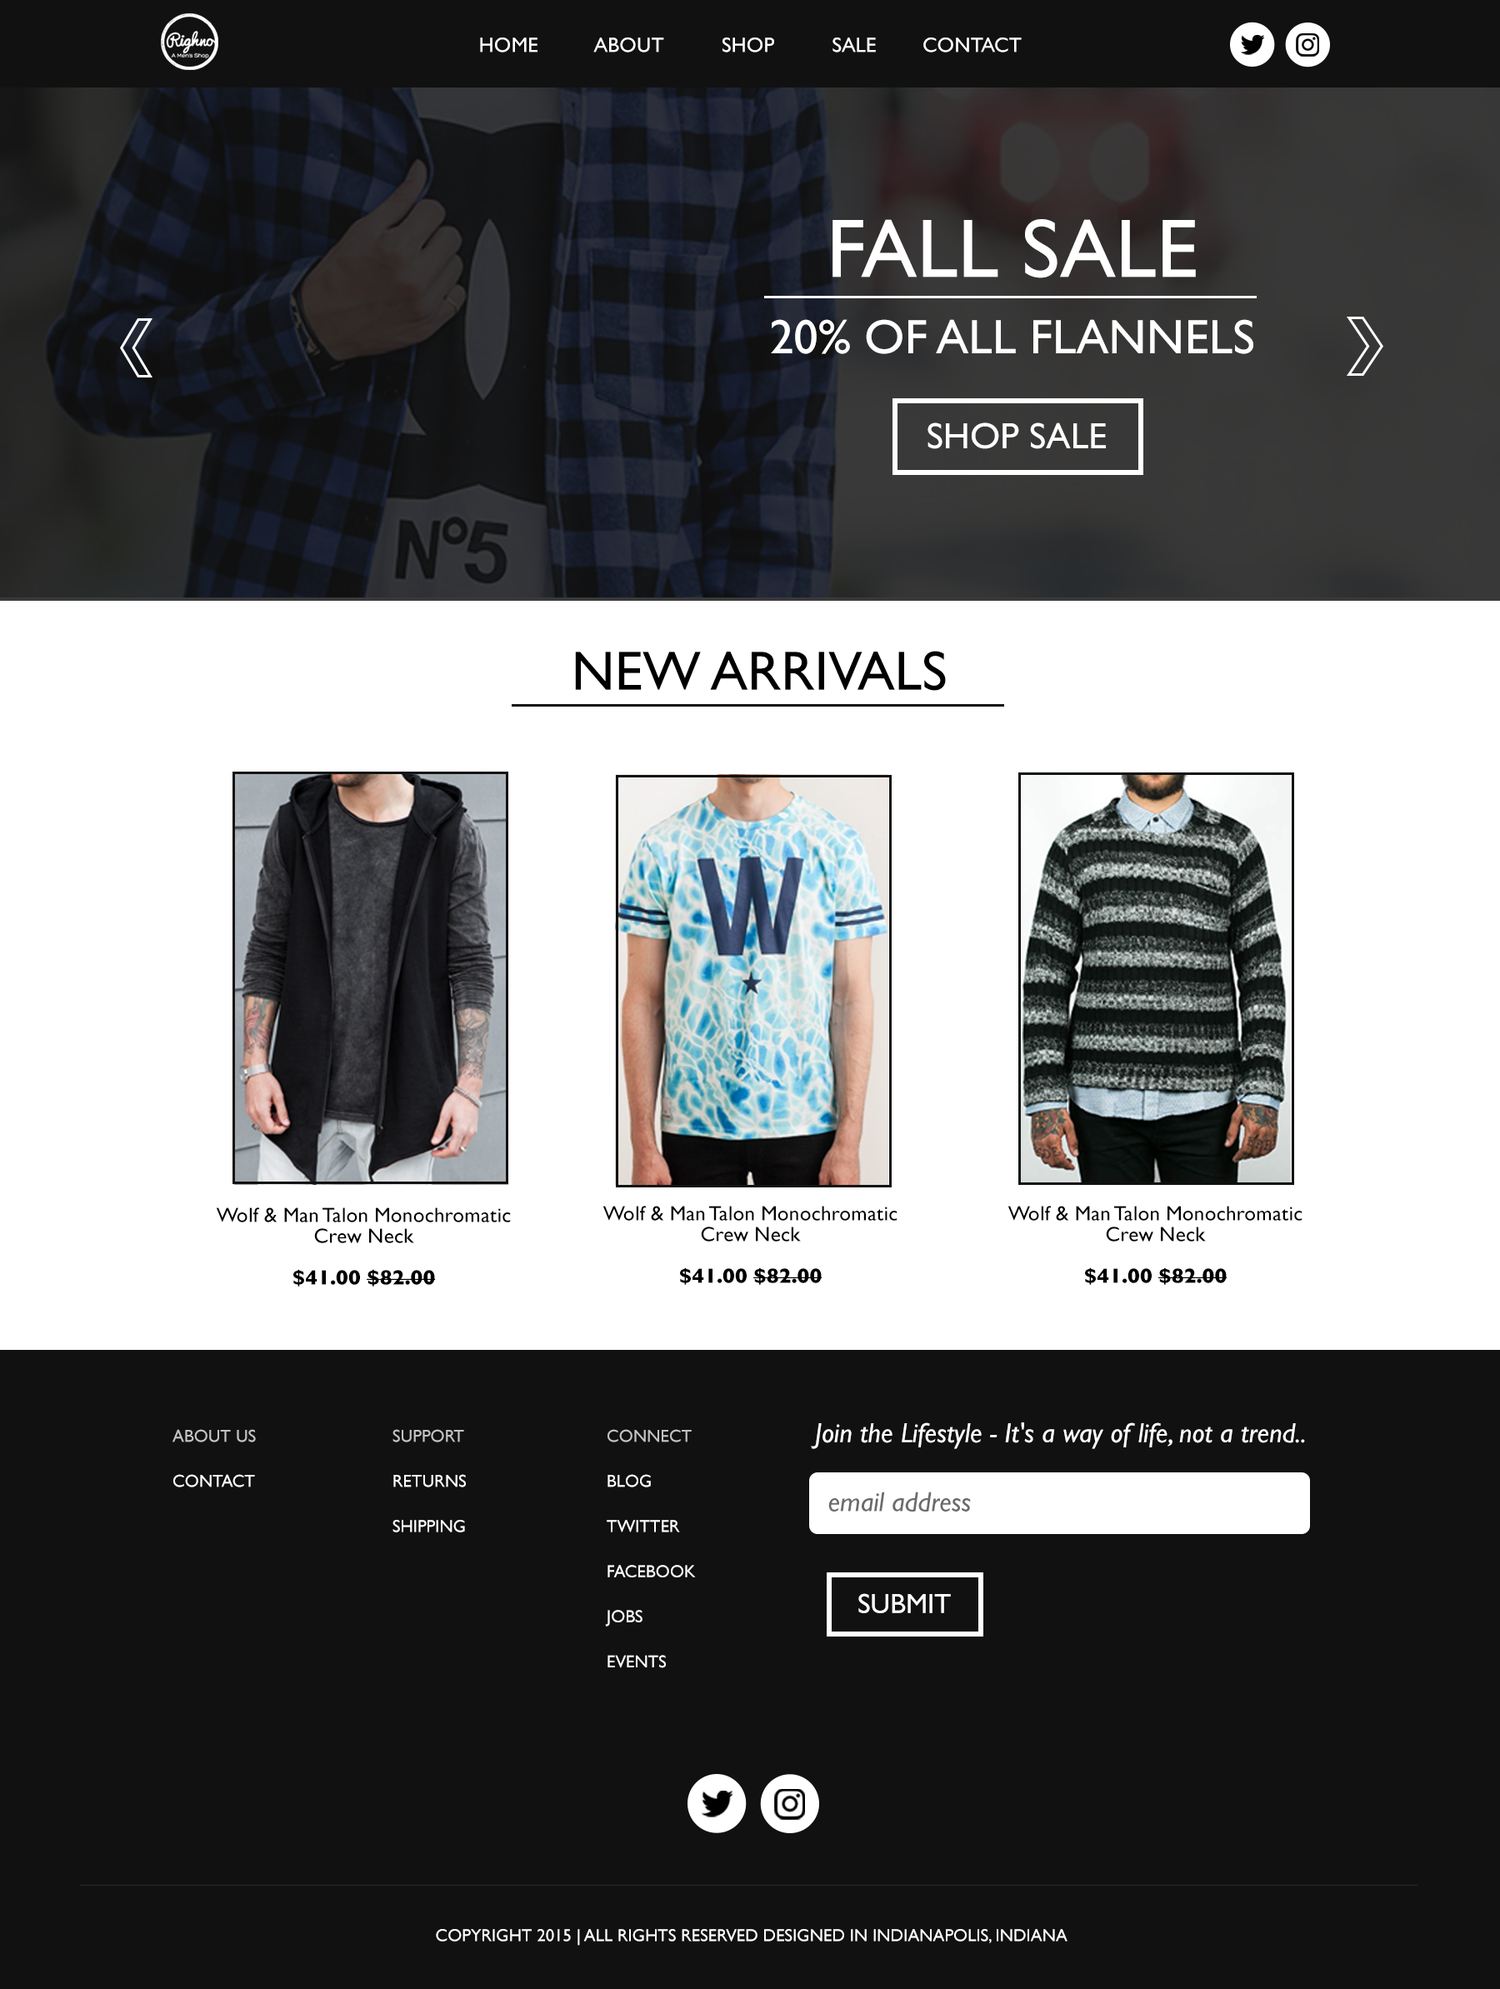 Righno
A Men's Shop
HOME ABOUT SHOP SALE CONTACT
FALL SALE
20% OF ALL FLANNELS
SHOP SALE
N°5
NEW ARRIVALS
W
Wolf & Man Talon Monochromatic
Crew Neck
$41.00 $82.00
Wolf & Man Talon Monochromatic
Crew Neck
$41.00 $82.00
Wolf & Man Talon Monochromatic
Crew Neck
$41.00 $82.00
ABOUT US
CONTACT
SUPPORT
RETURNS
SHIPPING
CONNECT
BLOG
TWITTER
FACEBOOK
JOBS
EVENTS
Join the Lifestyle - It's a way of life, not a trend..
email address
SUBMIT
COPYRIGHT 2015 | ALL RIGHTS RESERVED DESIGNED IN INDIANAPOLIS, INDIANA